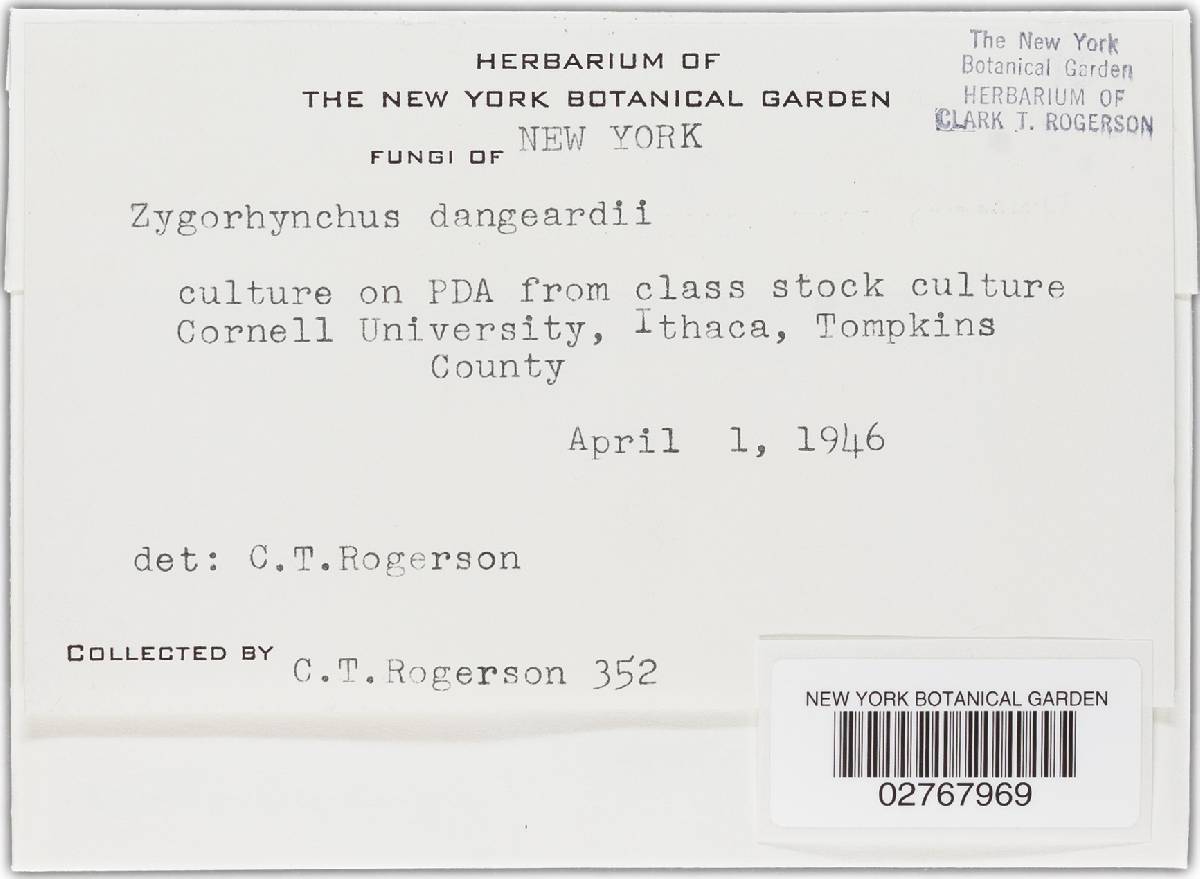 HERBARIUM OF
THE NEW YORK BOTANICAL GARDEN
FUNGI OF NEW YORK
The New York
Botanical Garden
HERBARIUM OF
CLARK T. ROGERSON
Zygorhynchus dangeardii
culture on PDA from class stock culture
Cornell University, Ithaca, Tompkins
County
April 1, 1946
det: C.T.Rogerson
COLLECTED BY C.T.Rogerson 352
NEW YORK BOTANICAL GARDEN
02767969